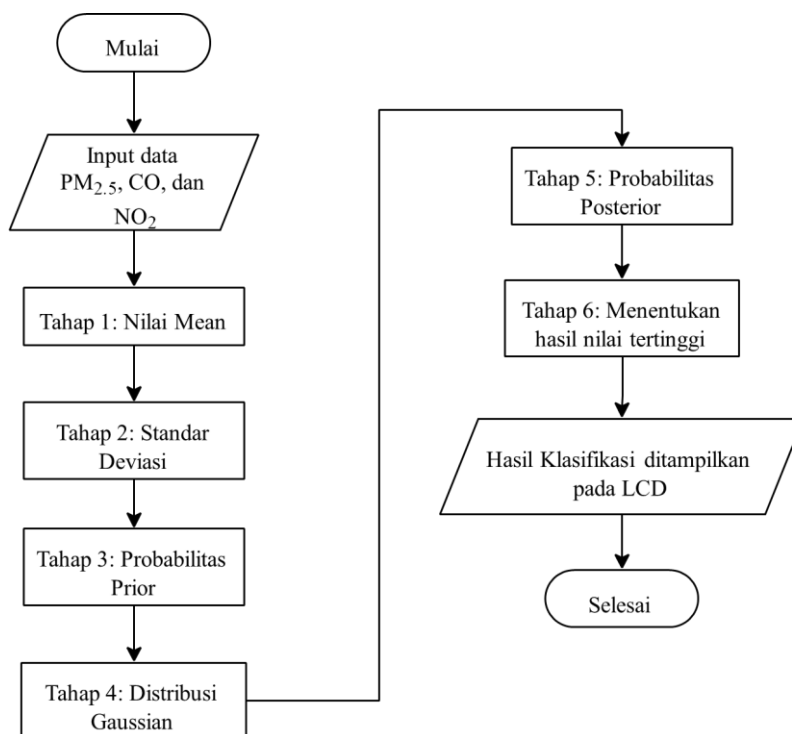 Mulai
Input data
PM2.5, CO, dan
NO2
Tahap 1: Nilai Mean
Tahap 2: Standar
Deviasi
Tahap 3: Probabilitas
Prior
Tahap 4: Distribusi
Gaussian
Tahap 5: Probabilitas
Posterior
Tahap 6: Menentukan
hasil nilai tertinggi
Hasil Klasifikasi ditampilkan
pada LCD
Selesai